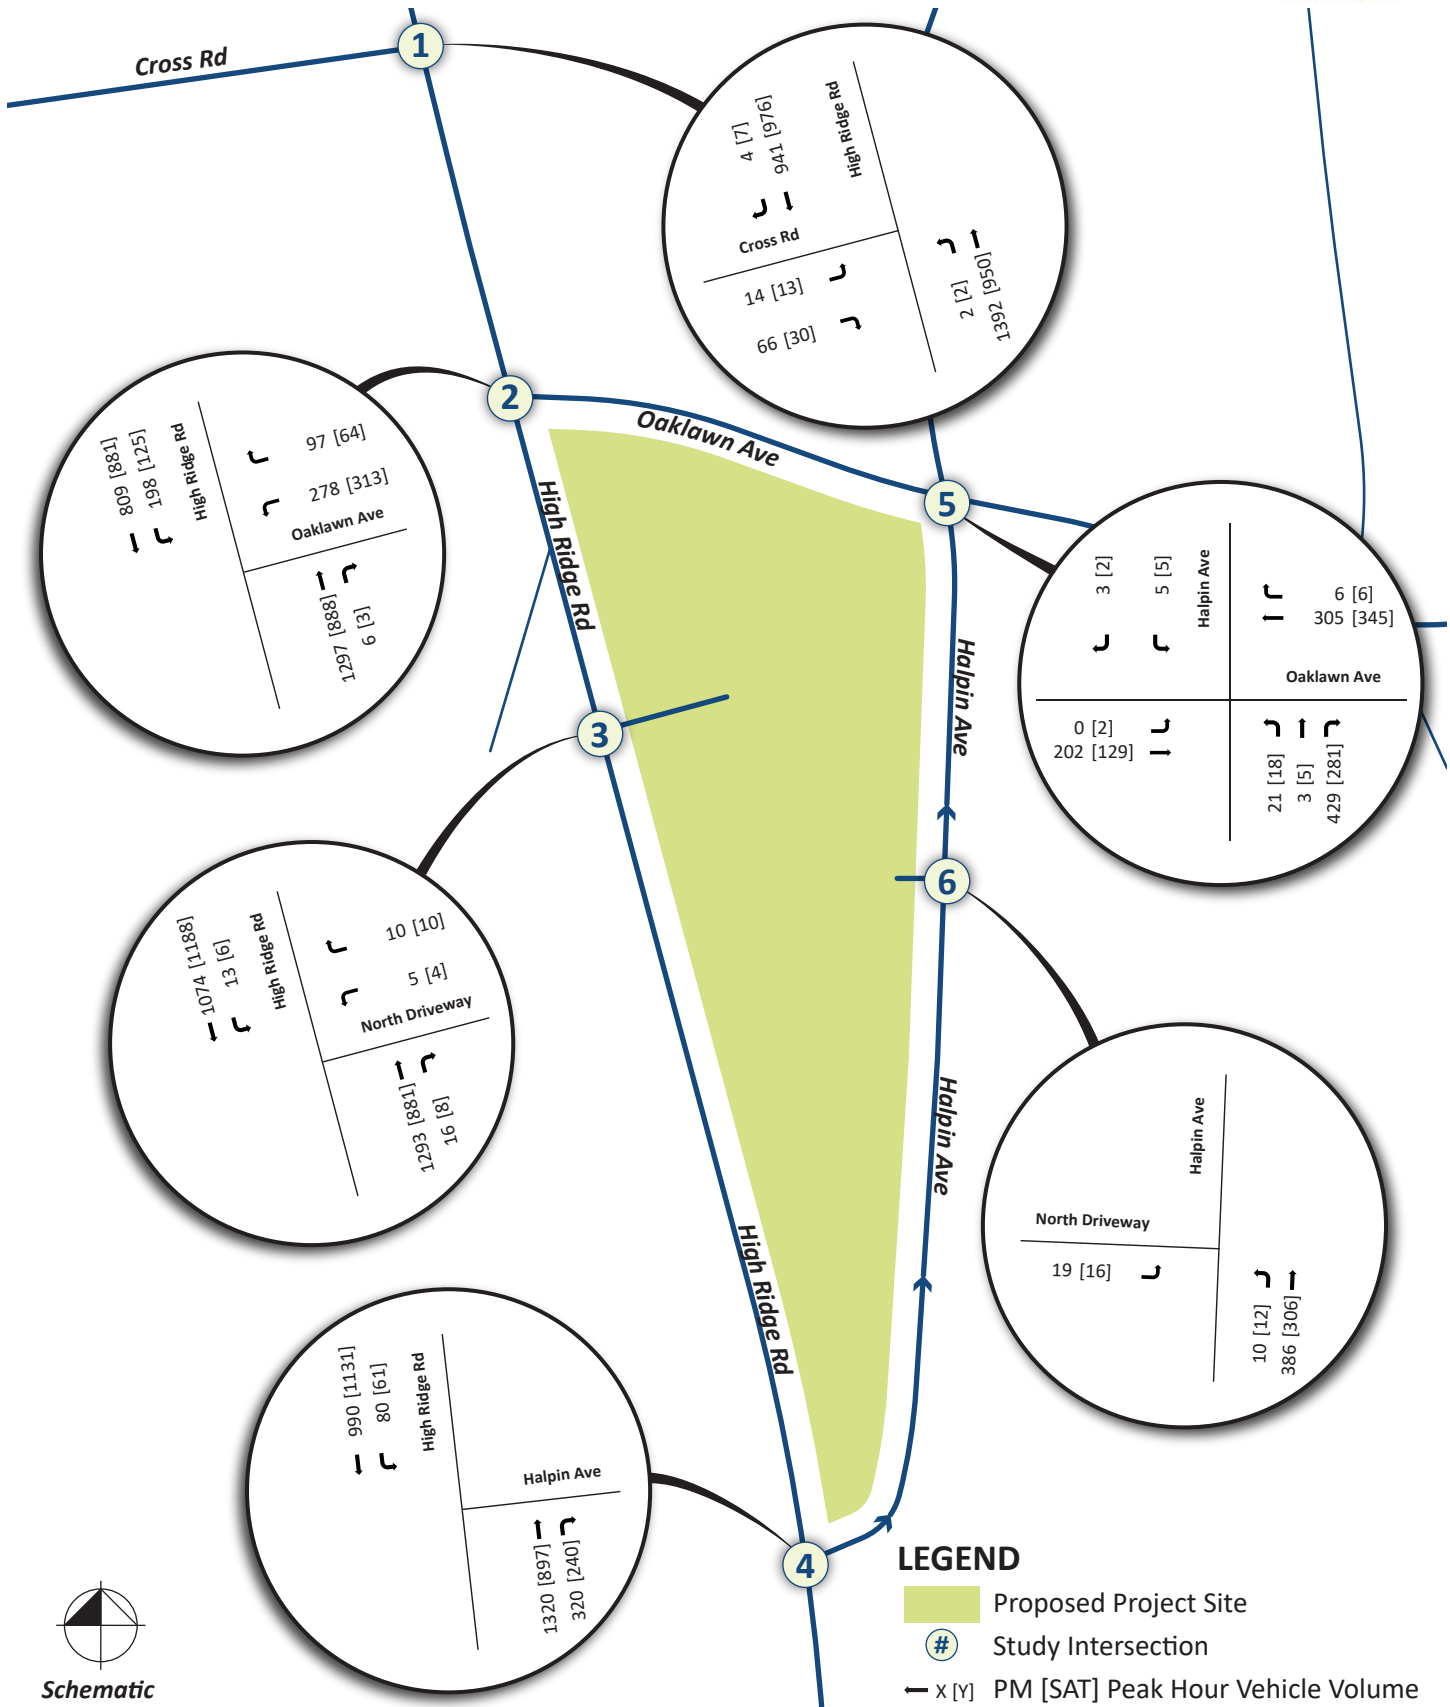 Cross Rd
1
4 [7]
941 [976]
High Ridge Rd
Cross Rd
14 [13]
66 [30]
2 [2]
1392 [950]
2
Oaklawn Ave
809 [881]
198 [125]
High Ridge Rd
97 [64]
278 [313]
Oaklawn Ave
1297 [888]
6 [3]
High Ridge Rd
5
3 [2]
5 [5]
Halpin Ave
6 [6]
305 [345]
Oaklawn Ave
0 [2]
202 [129]
21 [18]
3 [5]
429 [281]
Halpin Ave
3
6
1074 [1188]
13 [6]
High Ridge Rd
10 [10]
5 [4]
North Driveway
1293 [881]
16 [8]
Halpin Ave
Halpin Ave
North Driveway
19 [16]
10 [12]
386 [306]
High Ridge Rd
990 [1131]
80 [61]
High Ridge Rd
Halpin Ave
1320 [897]
320 [240]
4
LEGEND
Proposed Project Site
# Study Intersection
X [Y] PM [SAT] Peak Hour Vehicle Volume
Schematic